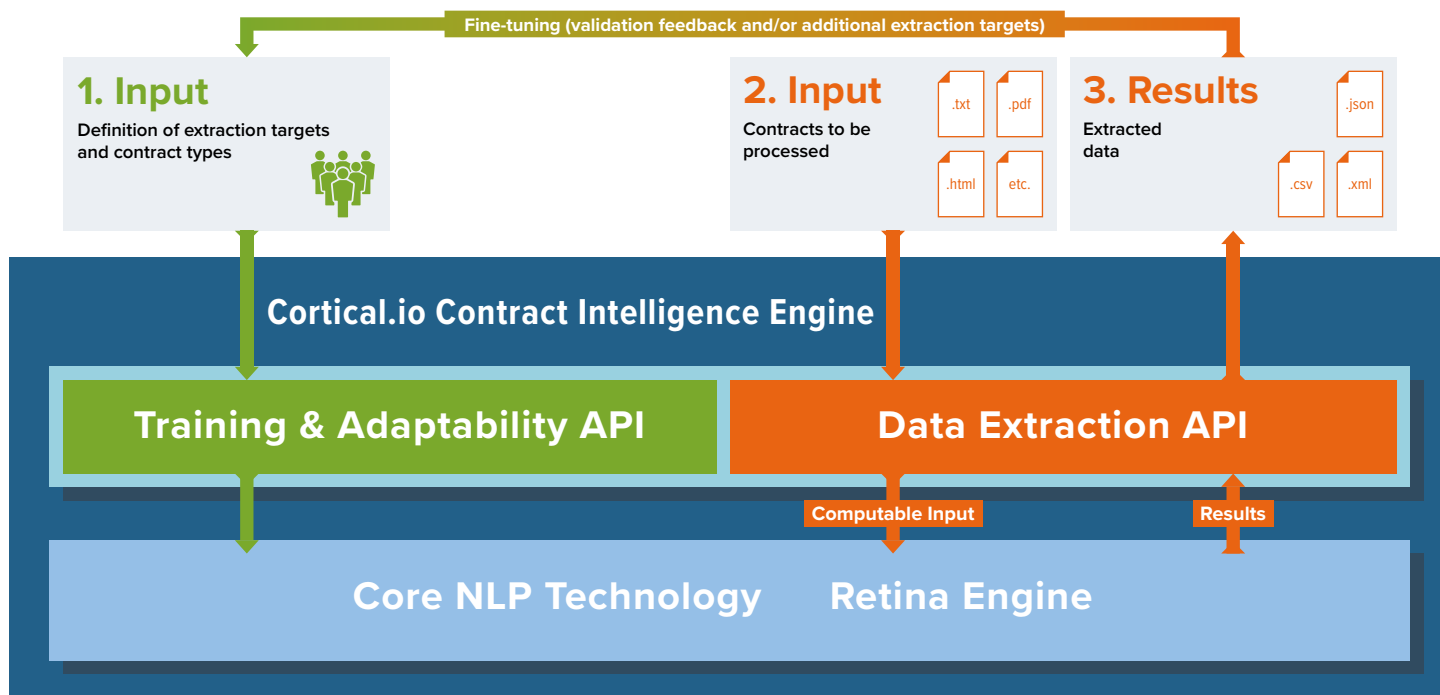 Fine-tuning (validation feedback and/or additional extraction targets)
1. Input
Definition of extraction targets
and contract types
2. Input
Contracts to be
processed
.txt
.pdf
.html
etc.
3. Results
Extracted
data
.json
.csv
.xml
Cortical.io Contract Intelligence Engine
Training & Adaptability API
Data Extraction API
Computable Input
Results
Core NLP Technology
Retina Engine